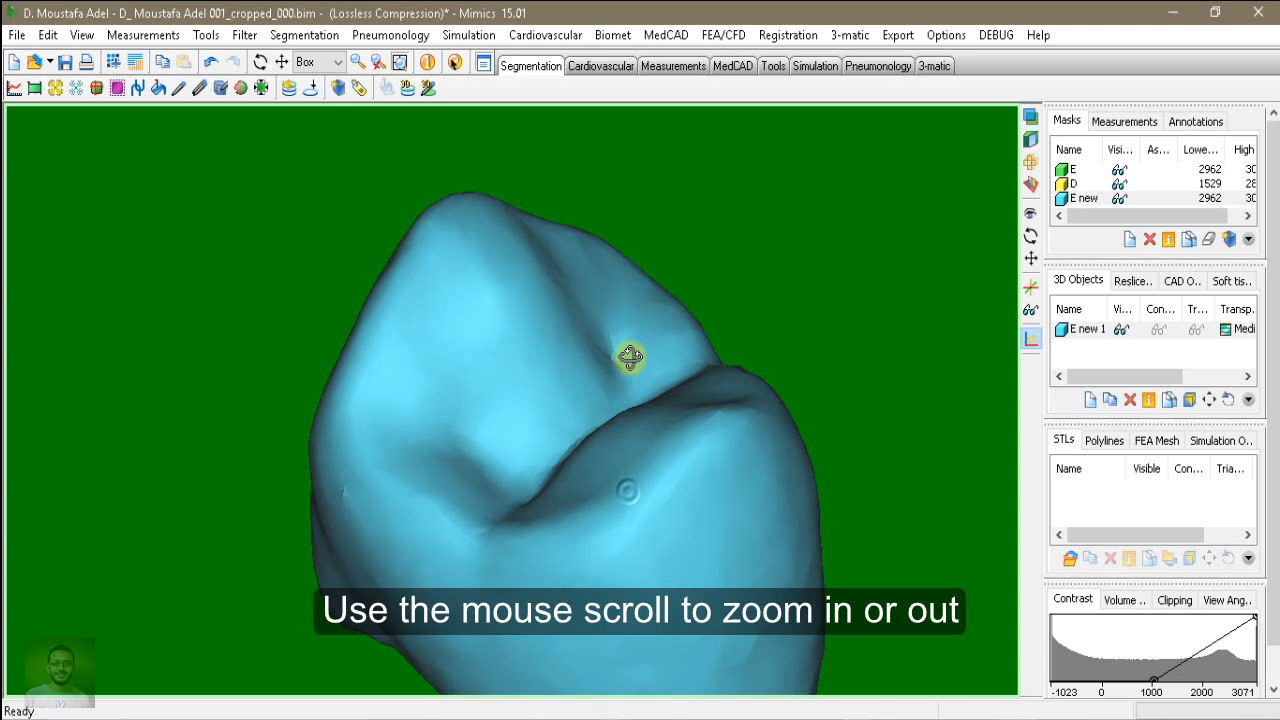 D. Moustafa Adel - D_ Moustafa Adel 001_cropped_000.bim - (Lossless Compression)* - Mimics 15.01
File Edit View Measurements Tools Filter Segmentation Pneumonology Simulation Cardiovascular Biomet MedCAD FEA/CFD Registration 3-matic Export Options DEBUG Help
Box
Segmentation Cardiovascular Measurements MedCAD Tools Simulation Pneumonology 3-matic
Masks Measurements Annotations
Name Visi... As... Lowe... High
E 2962 30
D 1529 28
E new 2962 30
3D Objects Reslice.. CAD O.. Soft tis..
Name Vi... Con... Tr... Transp.
E new 1 Medi
STLs Polylines FEA Mesh Simulation O..
Name Visible Con... Tria...
Contrast Volume .. Clipping View Ang..
-1023 0 1000 2000 3071
Use the mouse scroll to zoom in or out
Ready